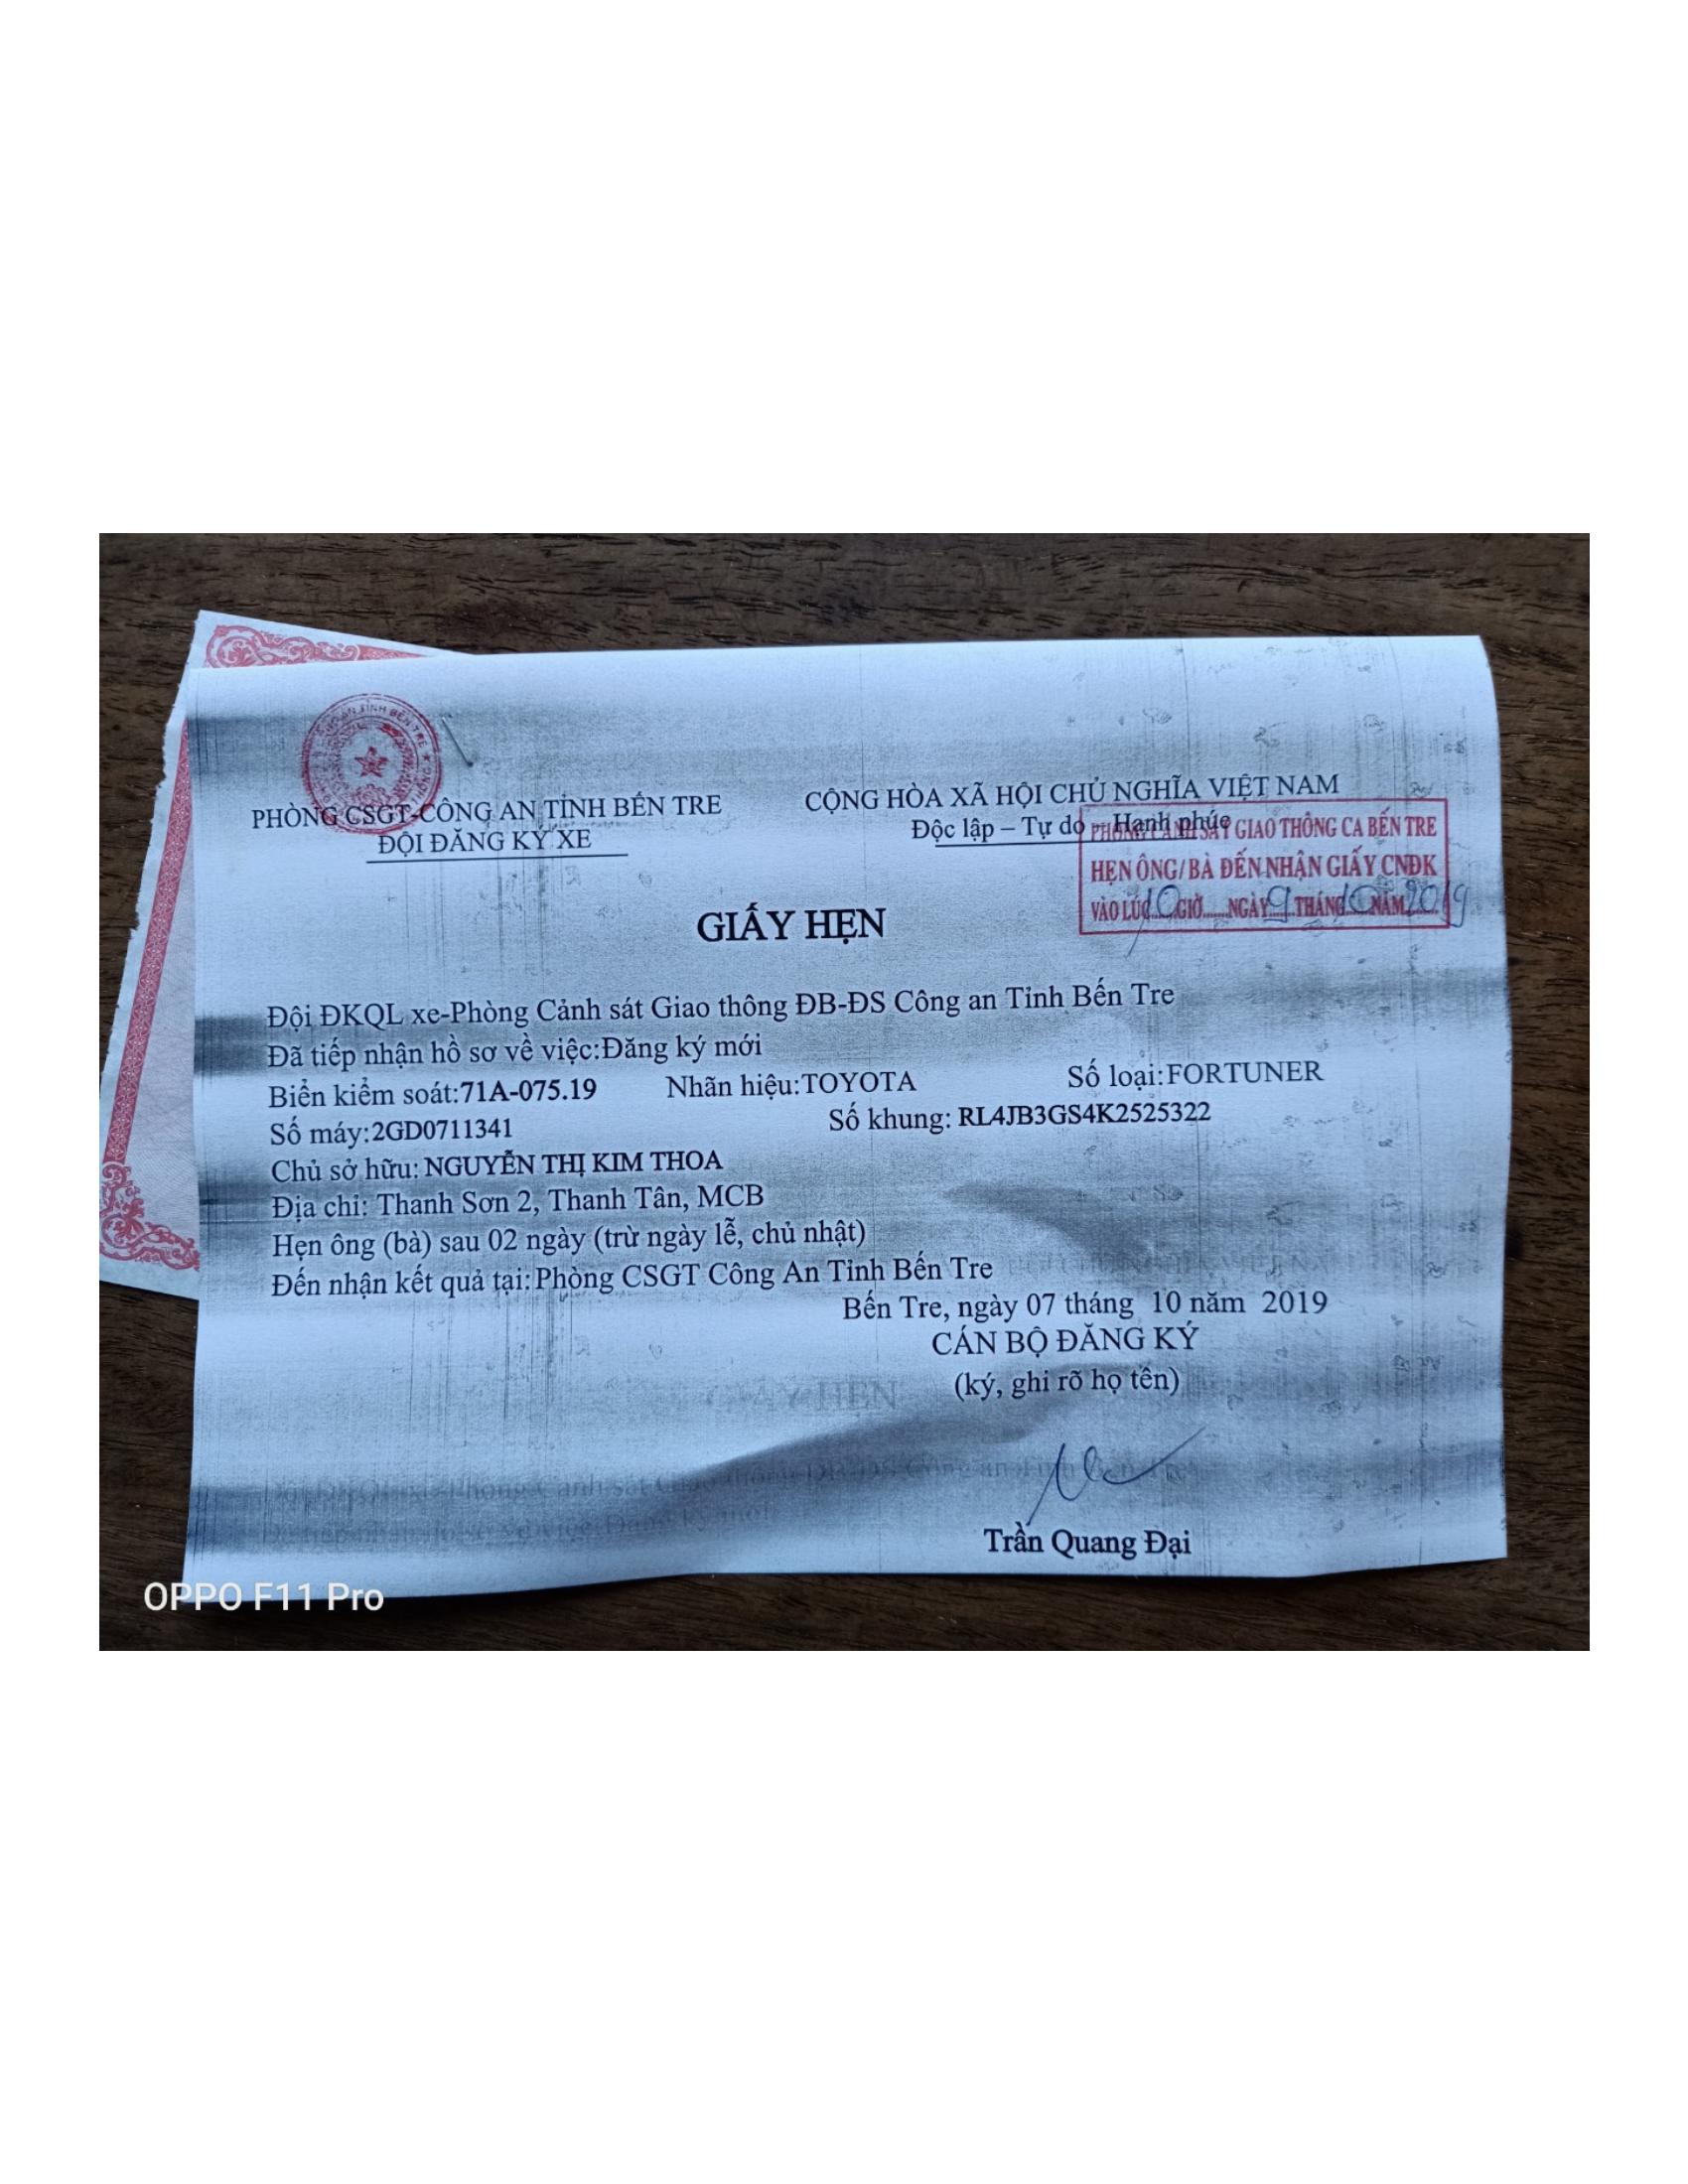 CÔNG AN TỈNH BẾN TRE
PHÒNG CSGT-CÔNG AN TỈNH BẾN TRE
ĐỘI ĐĂNG KÝ XE
CỘNG HÒA XÃ HỘI CHỦ NGHĨA VIỆT NAM
Độc lập – Tự do – Hạnh phúc
PHÒNG CẢNH SÁT GIAO THÔNG CA BẾN TRE
HẸN ÔNG/BÀ ĐẾN NHẬN GIẤY CNĐK
VÀO LÚC 10 GIỜ......NGÀY 9 THÁNG 10 NĂM 2019
GIẤY HẸN
Đội ĐKQL xe-Phòng Cảnh sát Giao thông ĐB-ĐS Công an Tỉnh Bến Tre
Đã tiếp nhận hồ sơ về việc:Đăng ký mới
Biển kiểm soát:71A-075.19 Nhãn hiệu:TOYOTA Số loại:FORTUNER
Số máy:2GD0711341 Số khung: RL4JB3GS4K2525322
Chủ sở hữu: NGUYỄN THỊ KIM THOA
Địa chỉ: Thanh Sơn 2, Thanh Tân, MCB
Hẹn ông (bà) sau 02 ngày (trừ ngày lễ, chủ nhật)
Đến nhận kết quả tại:Phòng CSGT Công An Tỉnh Bến Tre
Bến Tre, ngày 07 tháng 10 năm 2019
CÁN BỘ ĐĂNG KÝ
(ký, ghi rõ họ tên)
GIẤY HẸN
Trần Quang Đại
OPPO F11 Pro